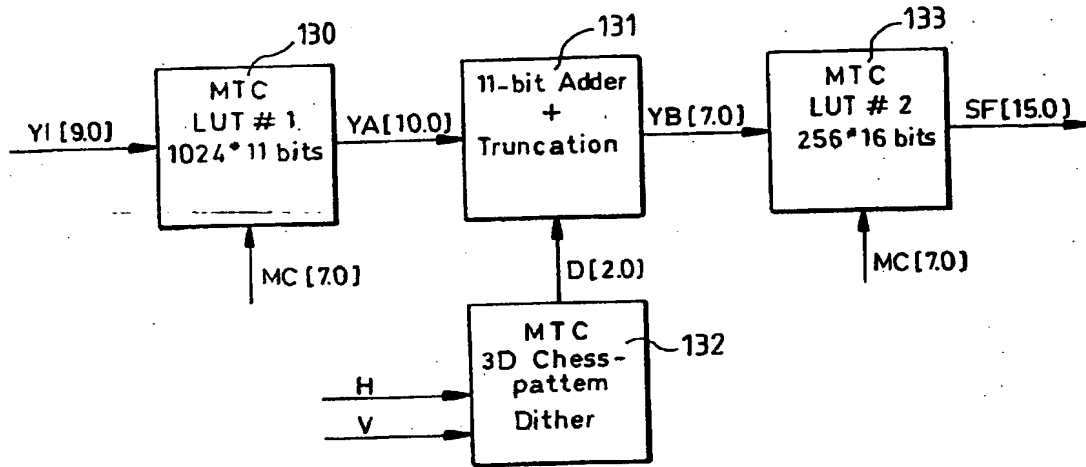 130
131
133
MTC
LUT # 1
1024* 11 bits
11-bit Adder
+
Truncation
MTC
LUT # 2
256* 16 bits
YI [9.0)
YA[10.0)
YB[7.0)
SF[15.0)
MC [7.0)
D[2.0)
MC[7.0)
MTC
3D Chess-
pattem
Dither
132
H
V